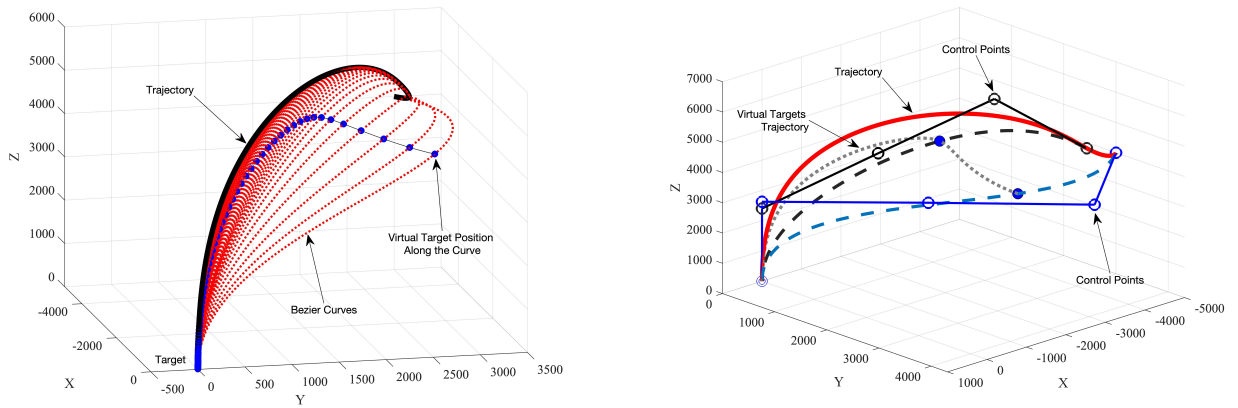 6000
5000
4000
3000
2000
1000
0
Z
-4000
-2000
0
X
-500
0
500
1000
1500
2000
2500
3000
3500
Y
Trajectory
Virtual Target Position
Along the Curve
Bezier Curves
Target
7000
6000
5000
4000
3000
2000
1000
0
Z
0
1000
2000
3000
4000
Y
1000
0
-1000
-2000
-3000
-4000
-5000
X
Control Points
Trajectory
Virtual Targets
Trajectory
Control Points